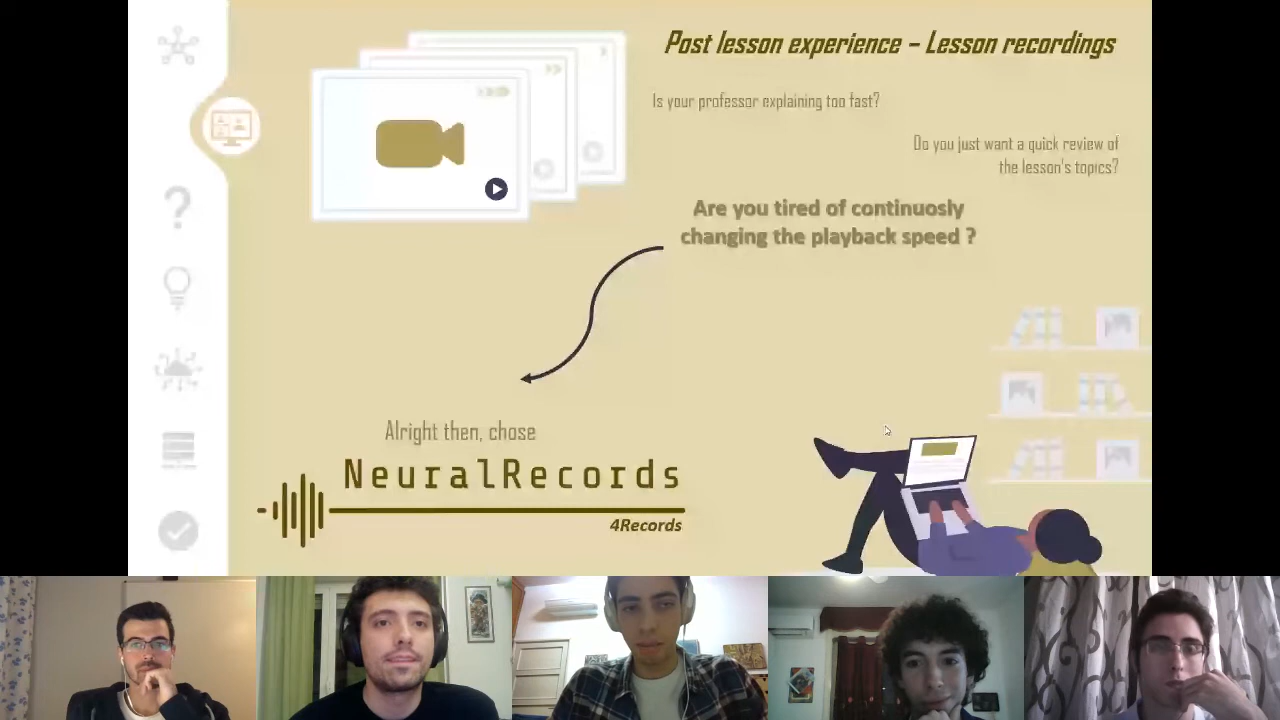 Post lesson experience – Lesson recordings
Is your professor explaining too fast?
Do you just want a quick review of
the lesson's topics?
Are you tired of continuosly
changing the playback speed ?
Alright then, chose
NeuralRecords
4Records